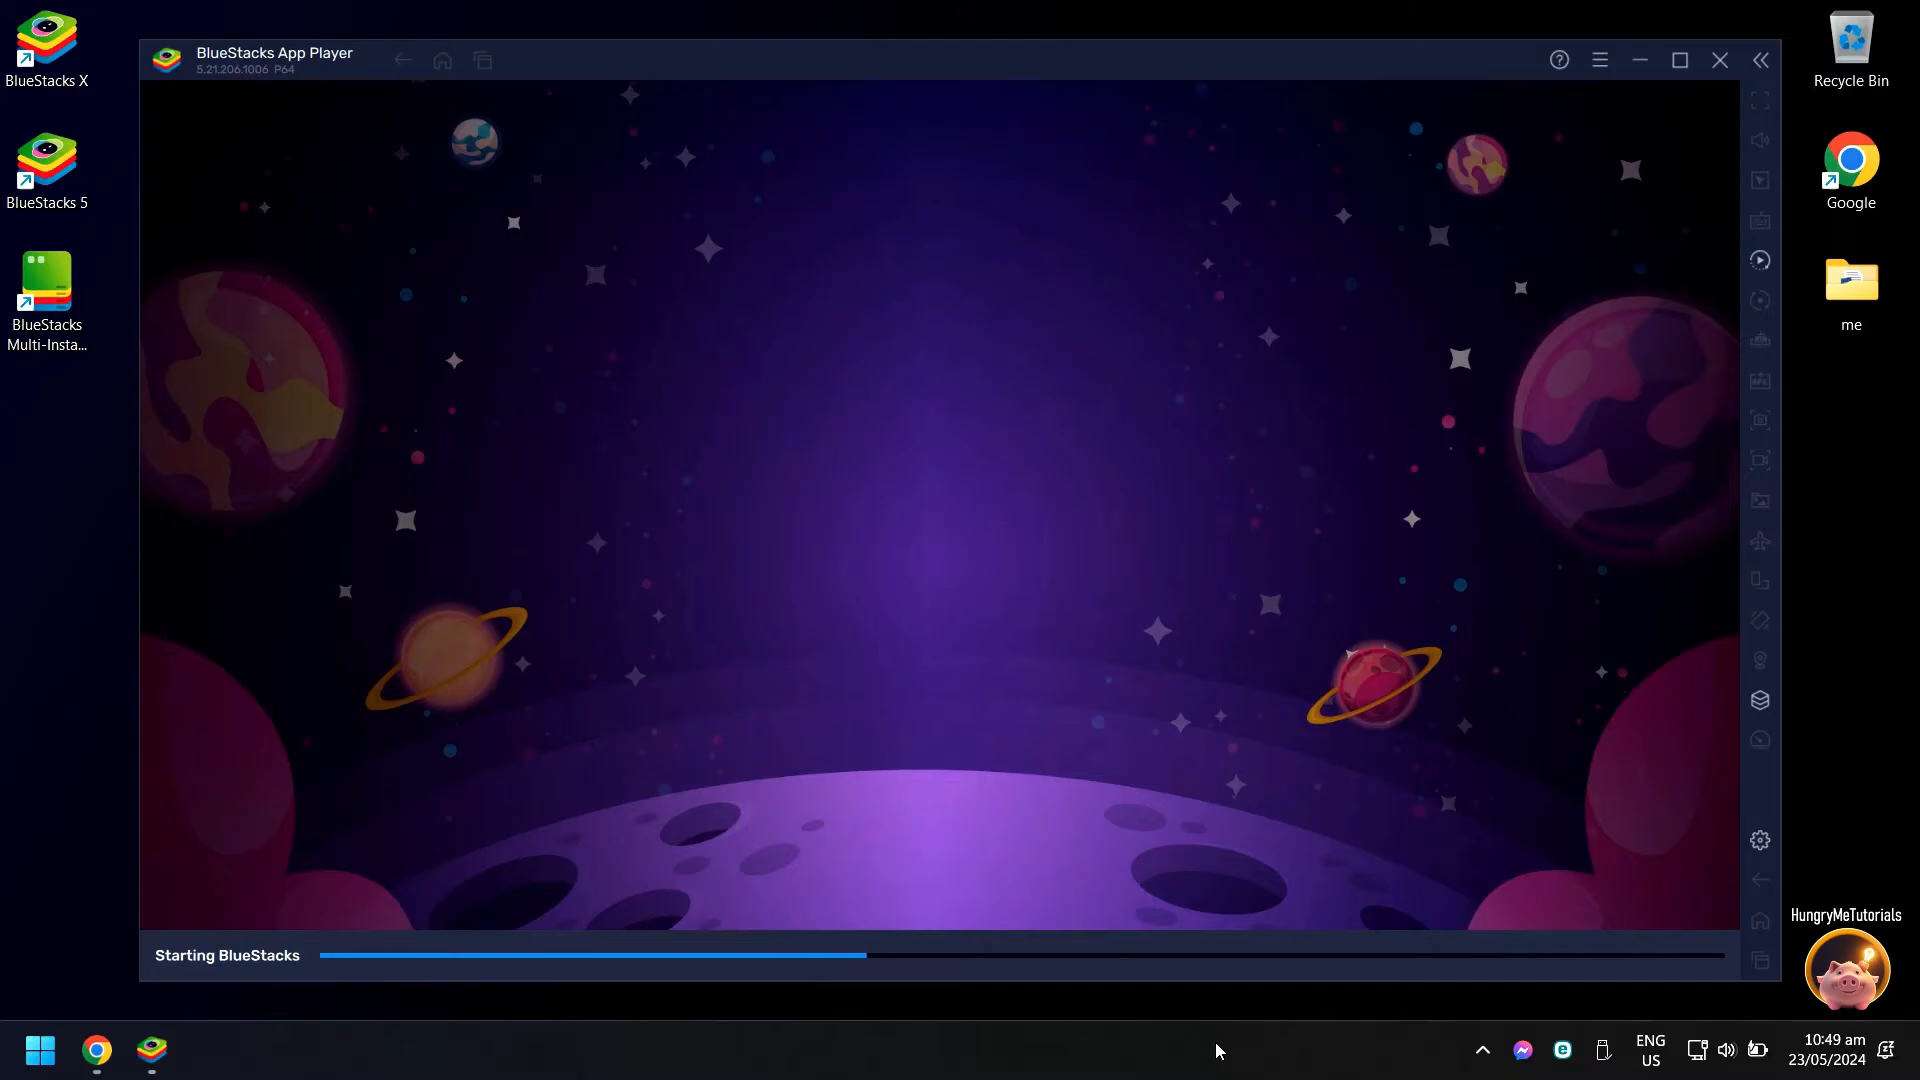 BlueStacks X
BlueStacks 5
BlueStacks
Multi-Insta...
BlueStacks App Player
5.21.206.1006 P64
Recycle Bin
Google
me
Starting BlueStacks
HungryMeTutorials
ENG
US
10:49 am
23/05/2024